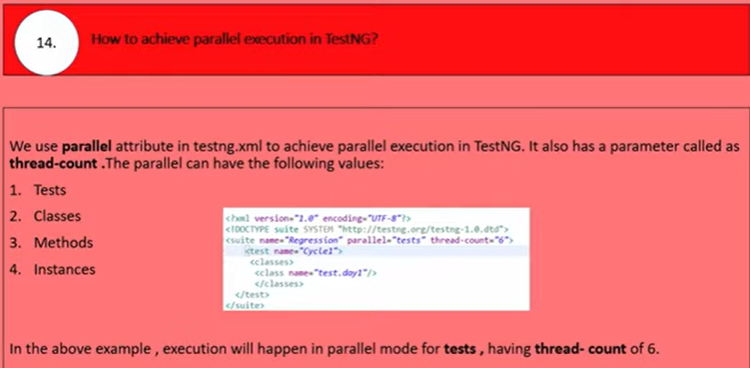 14.
How to achieve parallel execution in TestNG?
We use parallel attribute in testng.xml to achieve parallel execution in TestNG. It also has a parameter called as
thread-count .The parallel can have the following values:
1. Tests
2. Classes
3. Methods
4. Instances
<?xml version="1.0" encoding="UTF-8"?>
<!DOCTYPE suite SYSTEM "http://testng.org/testng-1.0.dtd">
<suite name="Regression" parallel="tests" thread-count="6">
<test name="Cycle1">
<classes>
<class name="test.day1"/>
</classes>
</test>
</suite>
In the above example , execution will happen in parallel mode for tests , having thread- count of 6.